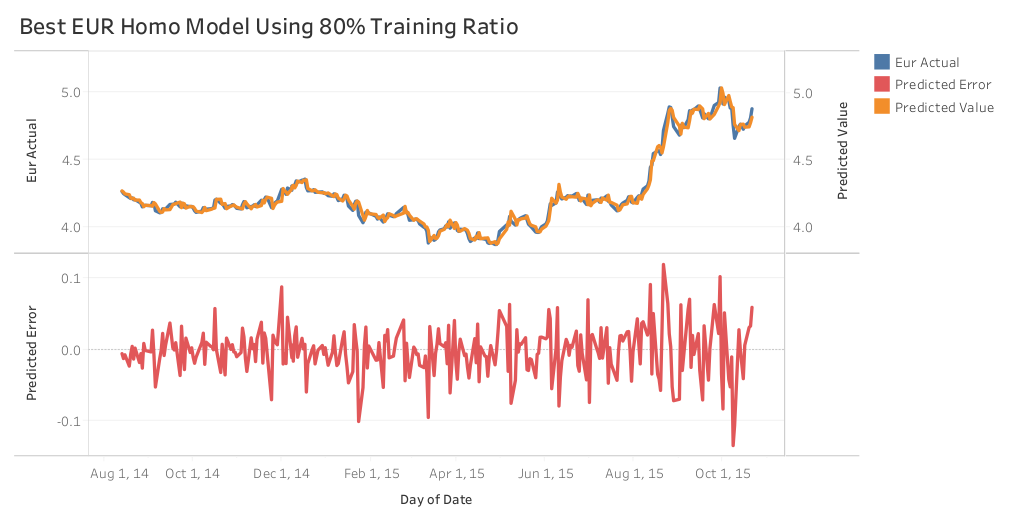 Best EUR Homo Model Using 80% Training Ratio
Eur Actual
Predicted Error
Predicted Value
Eur Actual
5.0
4.5
4.0
5.0
4.5
4.0
Predicted Value
Predicted Error
0.1
0.0
-0.1
Aug 1, 14 Oct 1, 14 Dec 1, 14 Feb 1, 15 Apr 1, 15 Jun 1, 15 Aug 1, 15 Oct 1, 15
Day of Date